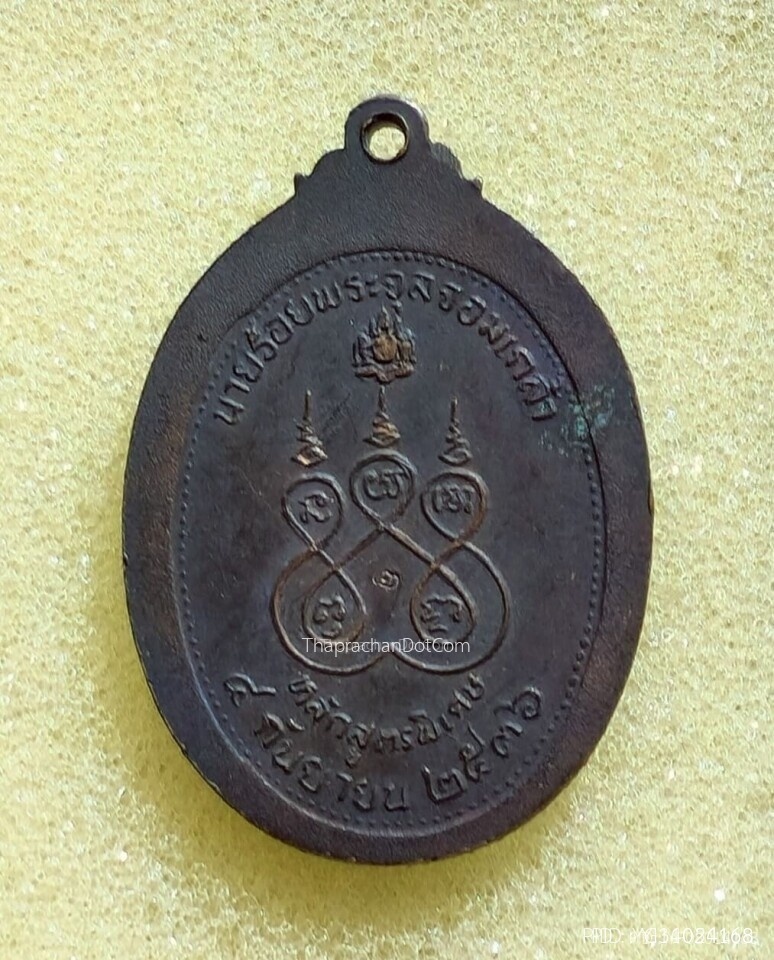 นายร้อยพระจุลจอมเกล้า
๒
ThaprachanDotCom
หลักสูตรพิเศษ
๔ กันยายน ๒๕๓๖